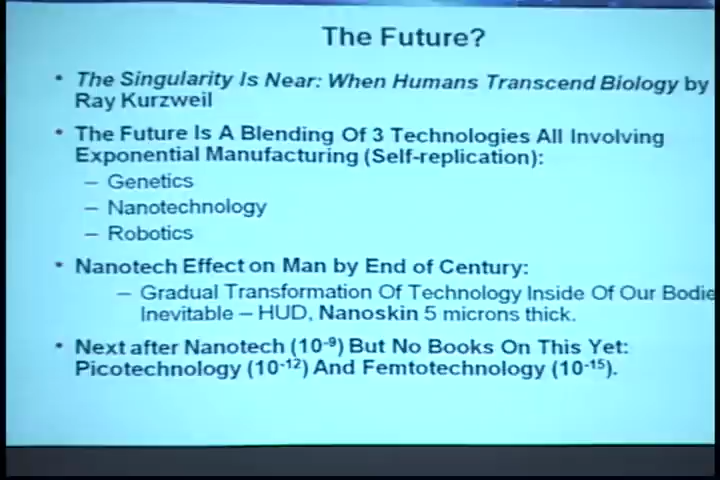 The Future?
• The Singularity Is Near: When Humans Transcend Biology by
Ray Kurzweil
• The Future Is A Blending Of 3 Technologies All Involving
Exponential Manufacturing (Self-replication):
– Genetics
– Nanotechnology
– Robotics
• Nanotech Effect on Man by End of Century:
– Gradual Transformation Of Technology Inside Of Our Bodie
Inevitable – HUD, Nanoskin 5 microns thick.
• Next after Nanotech (10⁻⁹) But No Books On This Yet:
Picotechnology (10⁻¹²) And Femtotechnology (10⁻¹⁵).